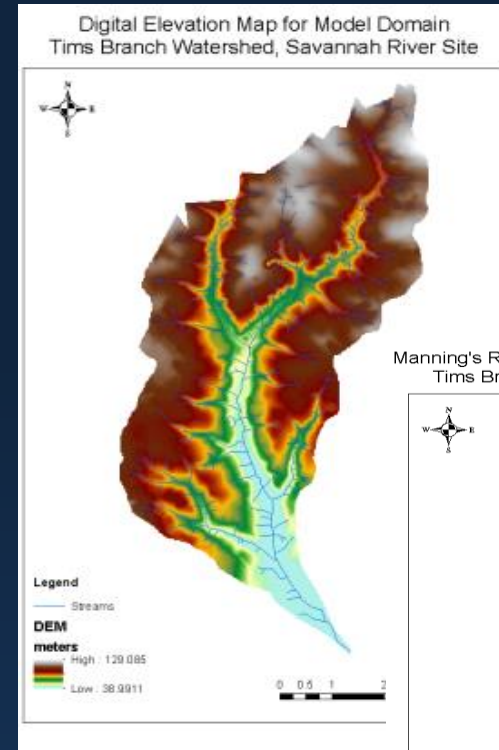 Digital Elevation Map for Model Domain
Tims Branch Watershed, Savannah River Site
N
W E
S
Manning's R
Tims Br
N
W E
S
Legend
Streams
DEM
meters
High : 129.085
Low : 38.9911
0 0.5 1 2